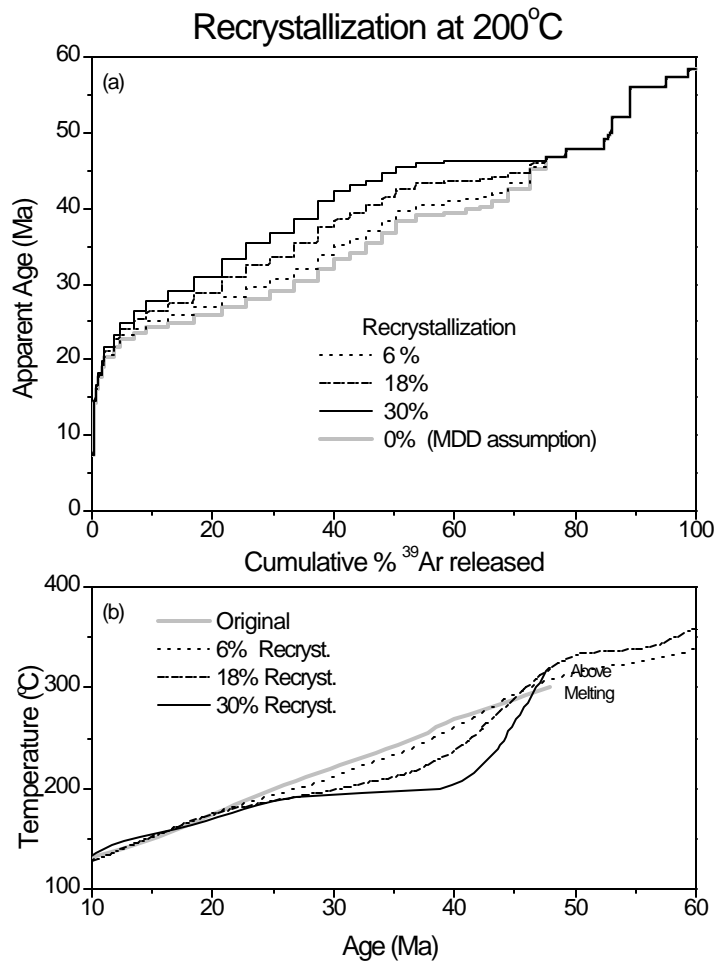 Recrystallization at 200°C
(a)
60
50
40
30
20
10
0
Apparent Age (Ma)
Recrystallization
6 %
18%
30%
0% (MDD assumption)
0 20 40 60 80 100
Cumulative % ³⁹Ar released
(b)
400
300
200
100
Temperature (ºC)
Original
6% Recryst.
18% Recryst.
30% Recryst.
Above
Melting
10 20 30 40 50 60
Age (Ma)